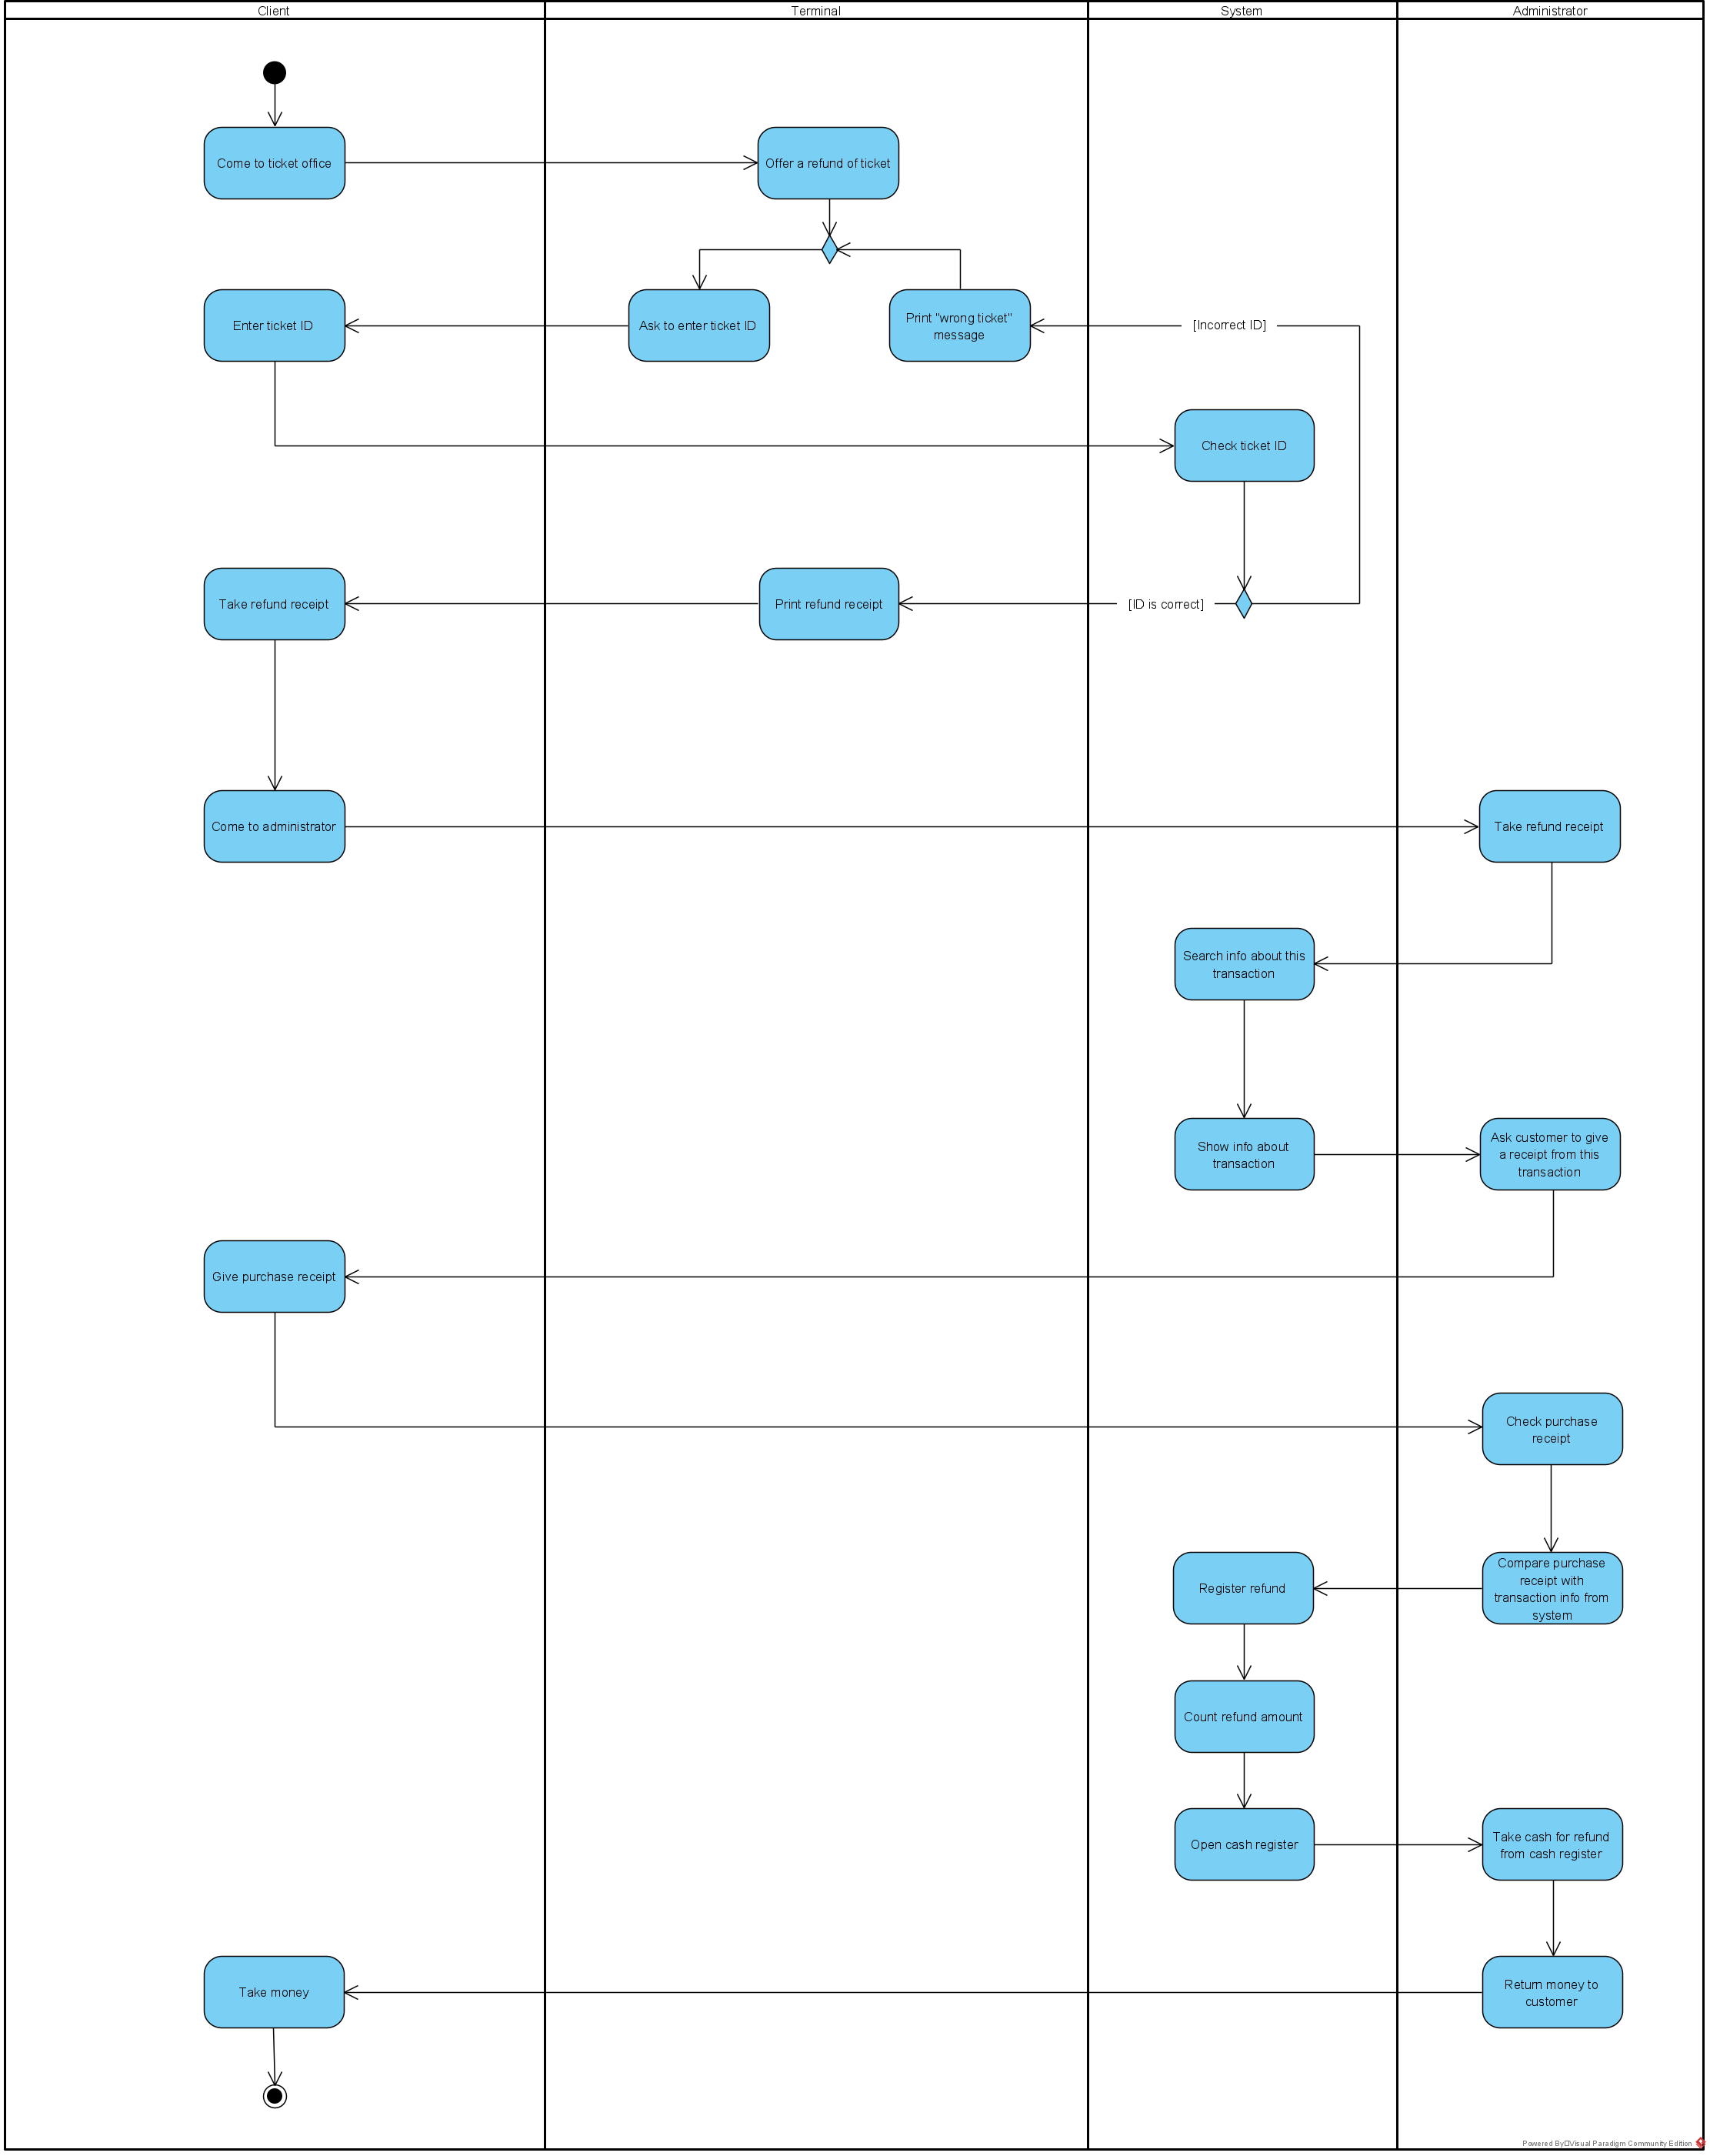 Client
Terminal
System
Administrator
Come to ticket office
Offer a refund of ticket
Enter ticket ID
Ask to enter ticket ID
Print "wrong ticket"
message
[Incorrect ID]
Check ticket ID
Take refund receipt
Print refund receipt
[ID is correct]
Come to administrator
Take refund receipt
Search info about this
transaction
Show info about
transaction
Ask customer to give
a receipt from this
transaction
Give purchase receipt
Check purchase
receipt
Register refund
Compare purchase
receipt with
transaction info from
system
Count refund amount
Open cash register
Take cash for refund
from cash register
Take money
Return money to
customer
Powered By Visual Paradigm Community Edition